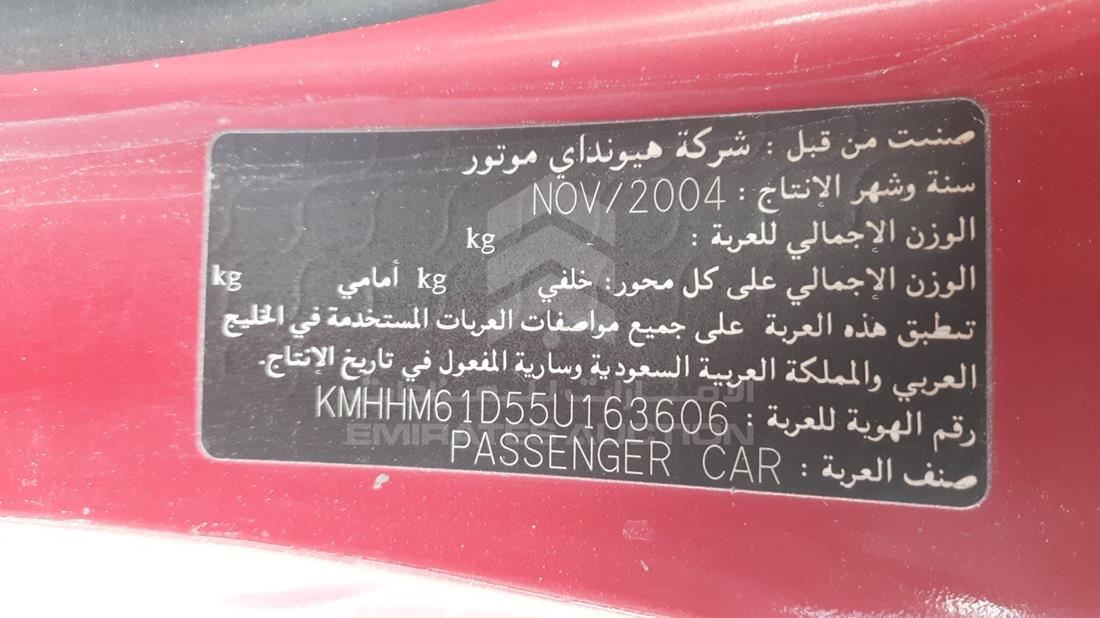 صنعت من قبل : شركة هيونداي موتور
سنة وشهر الإنتاج : NOV/2004
الوزن الإجمالي للعربة : kg
الوزن الإجمالي على كل محور: خلفي kg أمامي kg
تنطبق هذه العربة على جميع مواصفات العربات المستخدمة في الخليج
العربي والمملكة العربية السعودية وسارية المفعول في تاريخ الإنتاج.
رقم الهوية للعربة : KMHHM61D55U163606
صنف العربة : PASSENGER CAR
الإمارات للمزادات
EMIRATES AUCTION